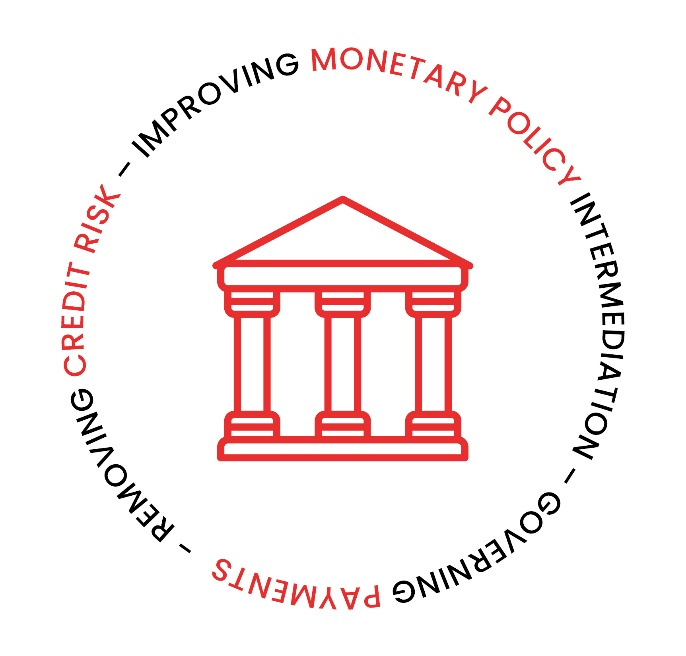 IMPROVING MONETARY POLICY INTERMEDIATION – GOVERNING PAYMENTS – REMOVING CREDIT RISK –